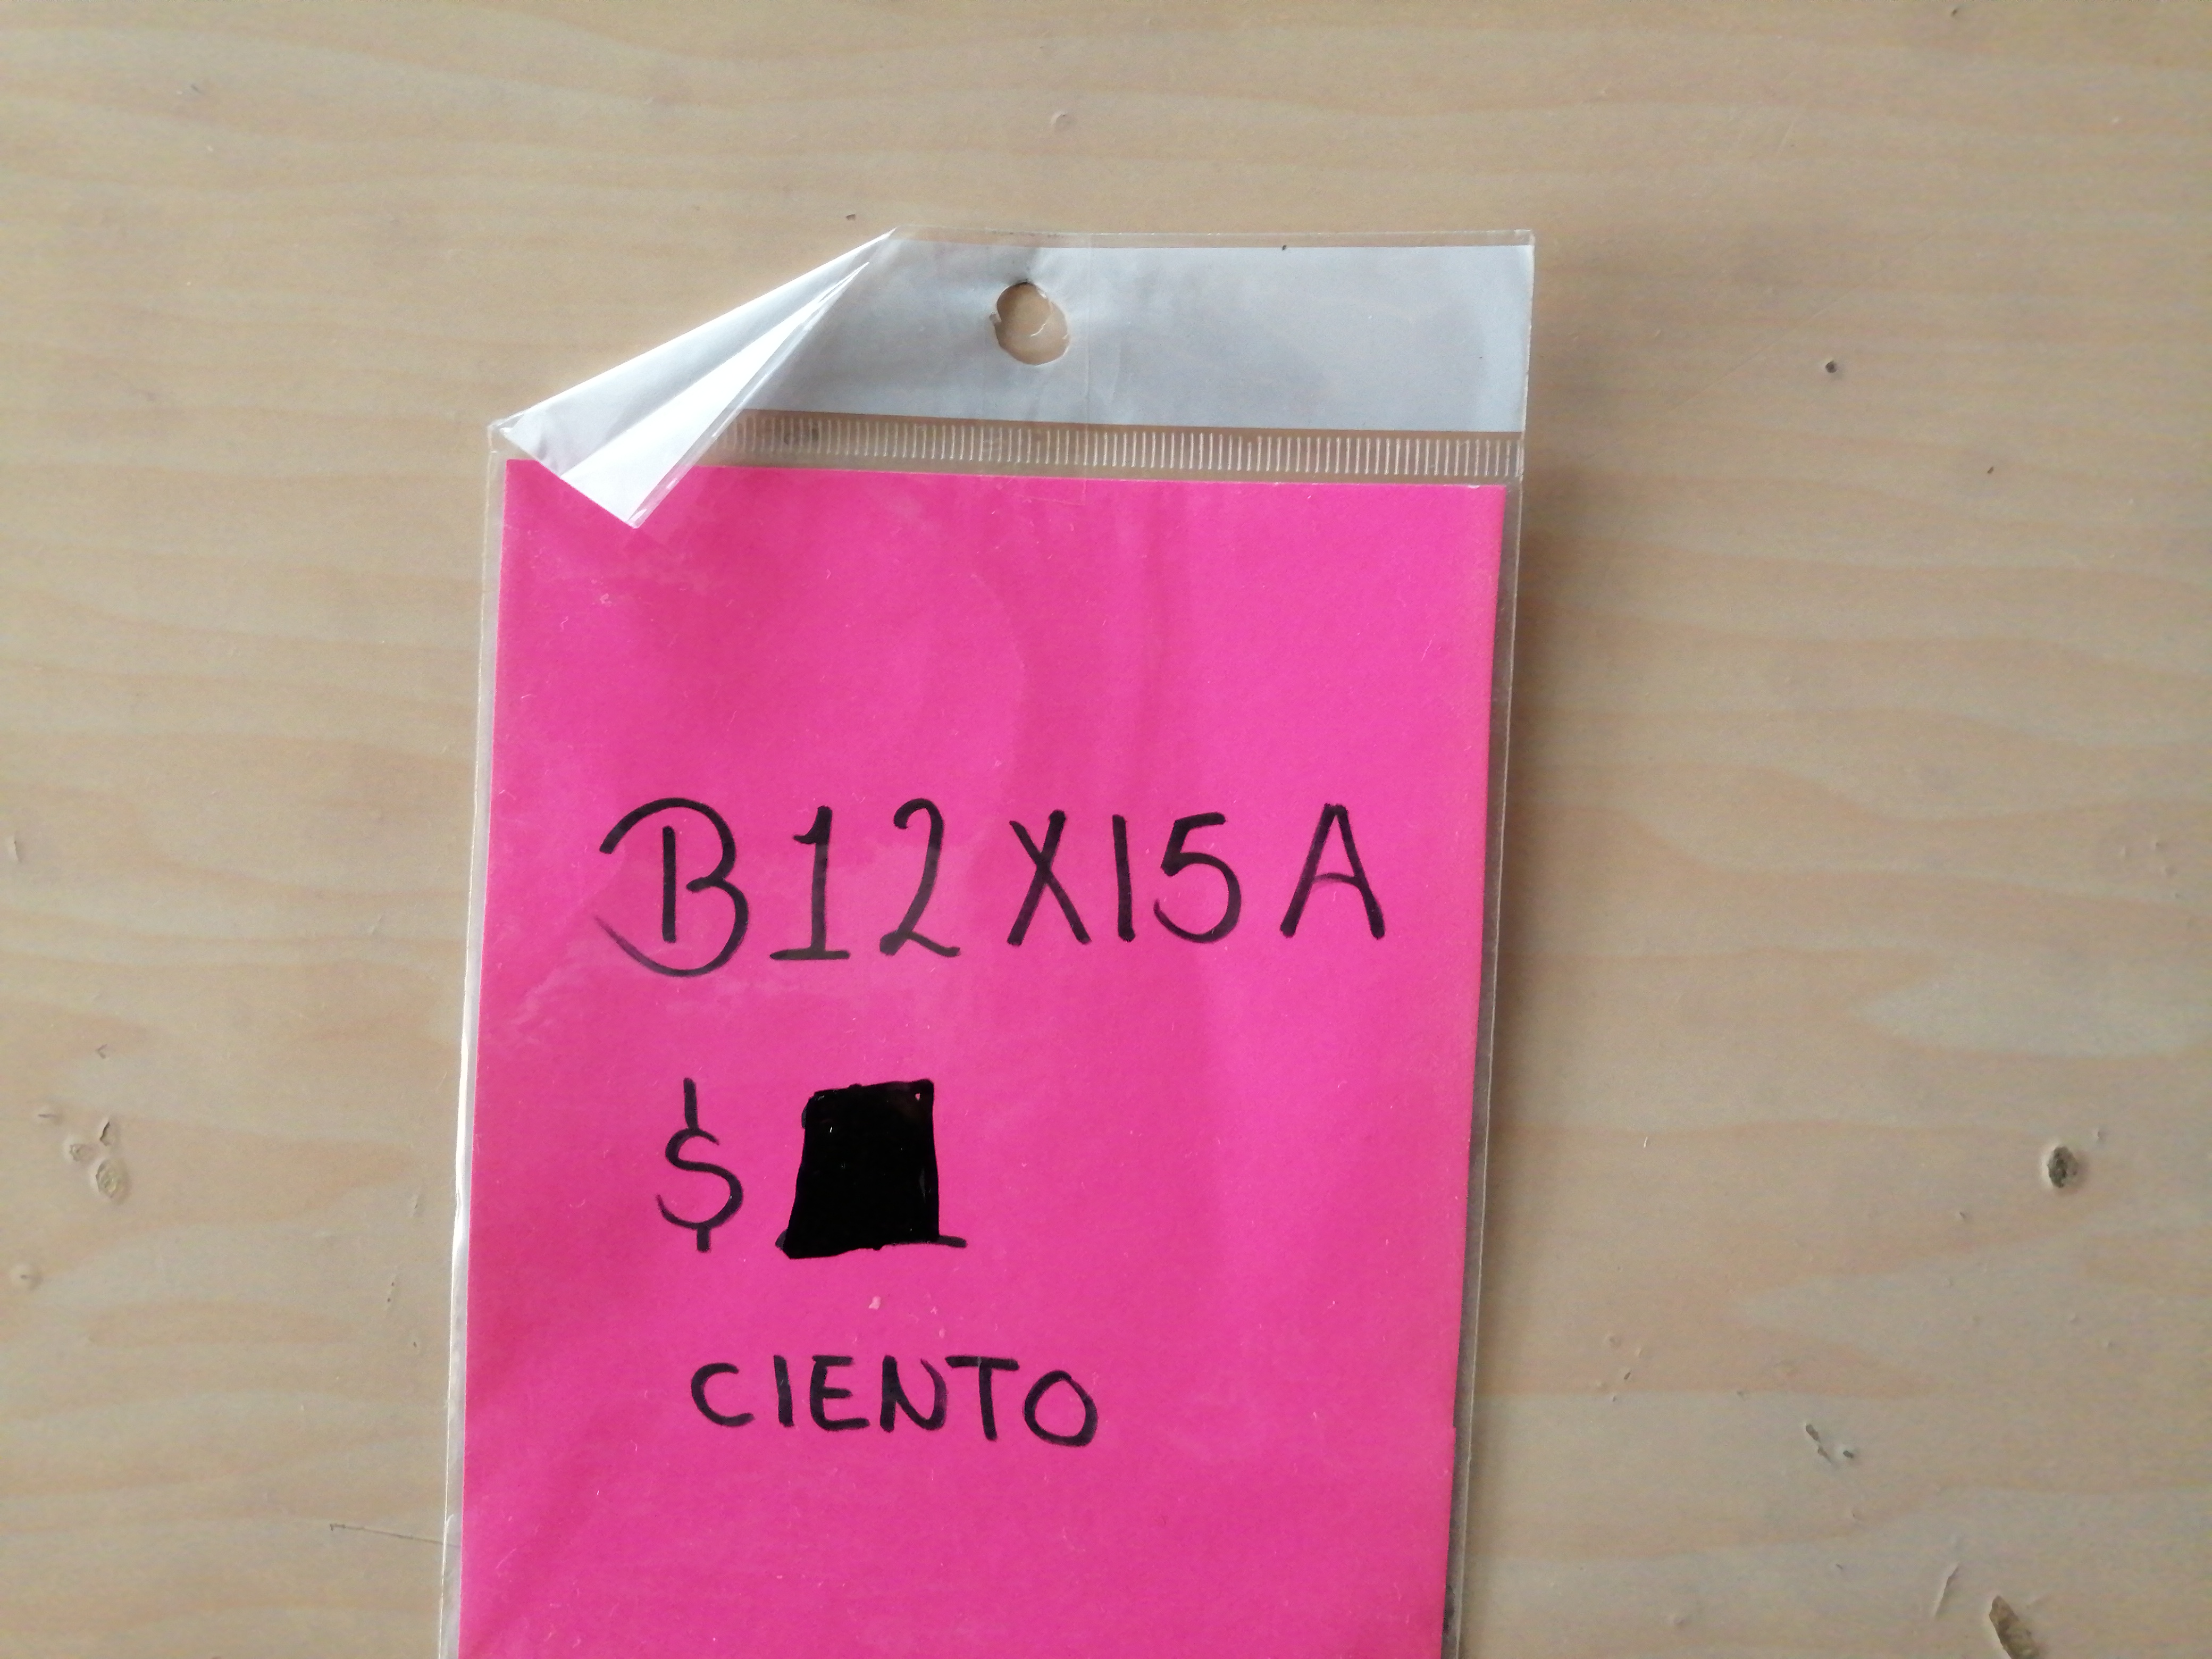 B12X15A
$
CIENTO